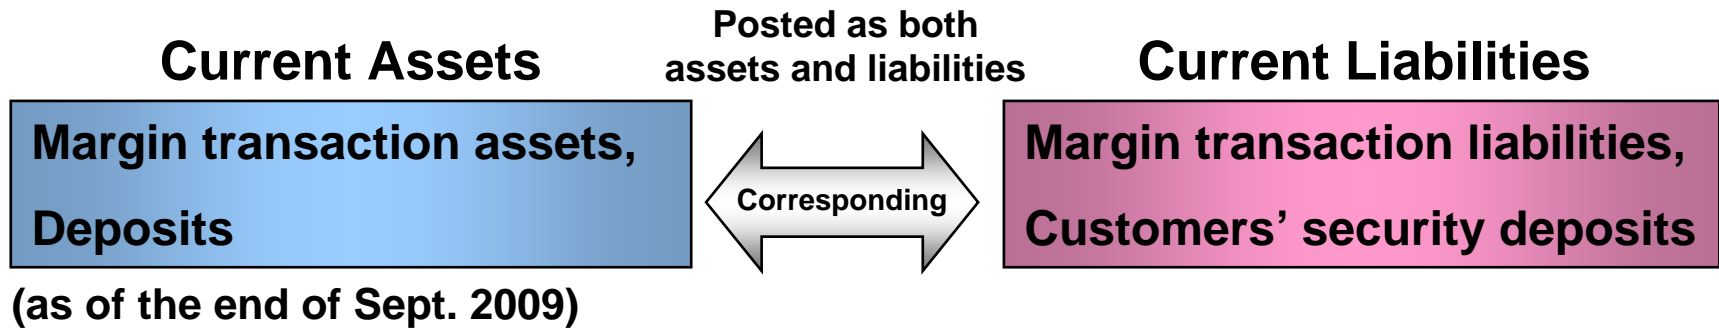 Current Assets
Posted as both
assets and liabilities
Current Liabilities
Margin transaction assets,
Deposits
Corresponding
Margin transaction liabilities,
Customers’ security deposits
(as of the end of Sept. 2009)